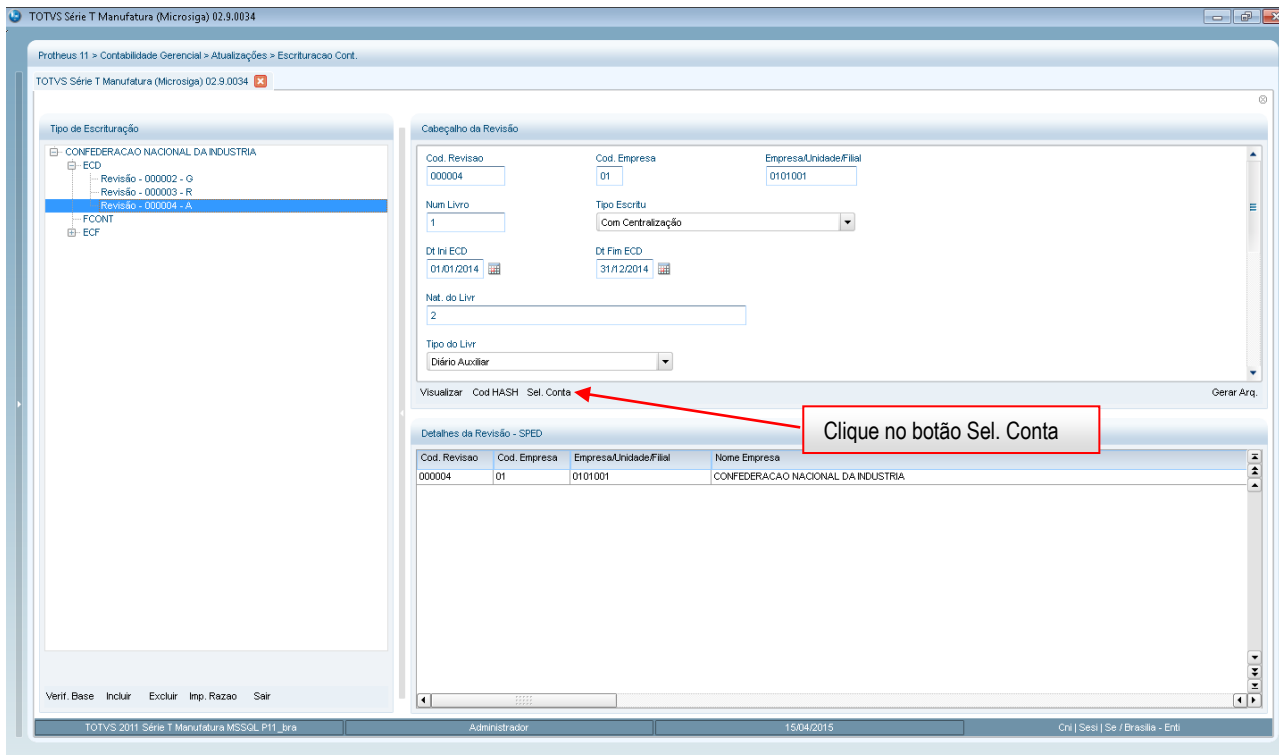 TOTVS Série T Manufatura (Microsiga) 02.9.0034
Protheus 11 > Contabilidade Gerencial > Atualizações > Escrituracao Cont.
TOTVS Série T Manufatura (Microsiga) 02.9.0034
Tipo de Escrituração
CONFEDERACAO NACIONAL DA INDUSTRIA
ECD
Revisão - 000002 - G
Revisão - 000003 - R
Revisão - 000004 - A
FCONT
ECF
Verif. Base Incluir Excluir Imp. Razao Sair
Cabeçalho da Revisão
Cod. Revisao Cod. Empresa Empresa/Unidade/Filial
000004 01 0101001
Num Livro Tipo Escritu
1 Com Centralização
Dt Ini ECD Dt Fim ECD
01/01/2014 31/12/2014
Nat. do Livr
2
Tipo do Livr
Diário Auxiliar
Visualizar Cod HASH Sel. Conta Gerar Arq.
Clique no botão Sel. Conta
Detalhes da Revisão - SPED
Cod. Revisao Cod. Empresa Empresa/Unidade/Filial Nome Empresa
000004 01 0101001 CONFEDERACAO NACIONAL DA INDUSTRIA
TOTVS 2011 Série T Manufatura MSSQL P11_bra Administrador 15/04/2015 Cni | Sesi | Se / Brasilia - Enti